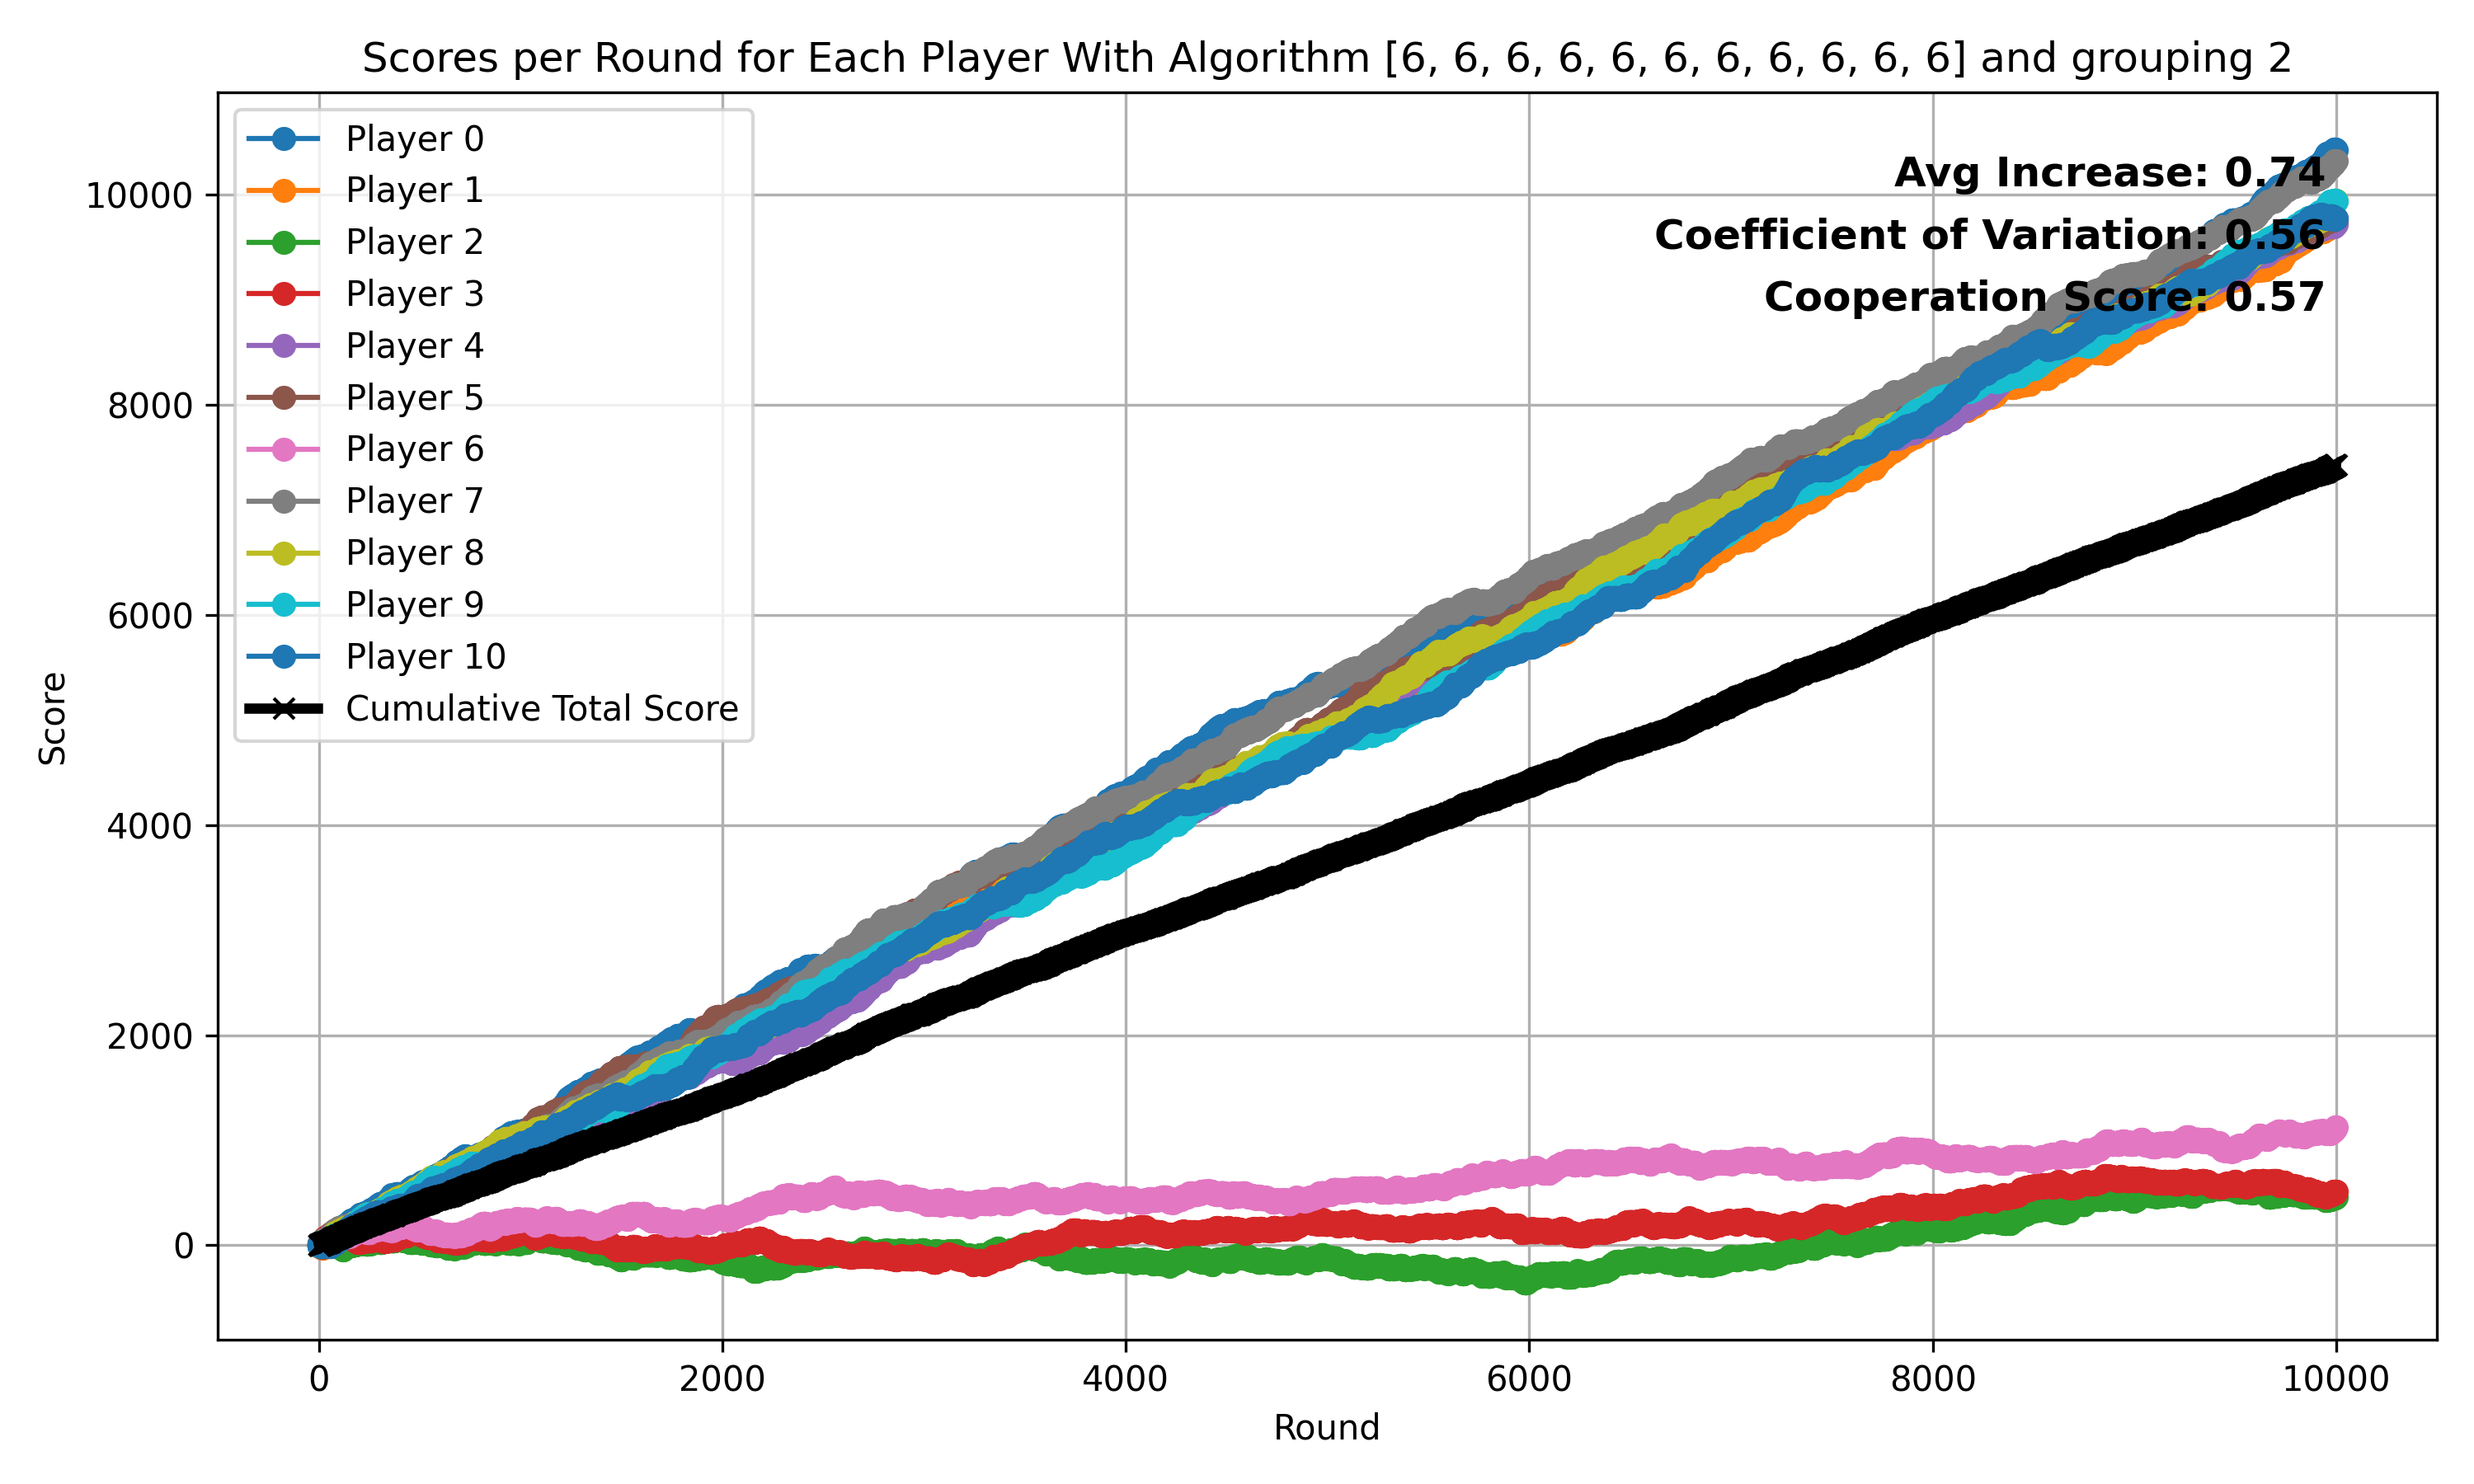 Scores per Round for Each Player With Algorithm [6, 6, 6, 6, 6, 6, 6, 6, 6, 6, 6] and grouping 2
Player 0
Player 1
Player 2
Player 3
Player 4
Player 5
Player 6
Player 7
Player 8
Player 9
Player 10
Cumulative Total Score
Avg Increase: 0.74
Coefficient of Variation: 0.56
Cooperation Score: 0.57
Score
10000
8000
6000
4000
2000
0
0
2000
4000
6000
8000
10000
Round